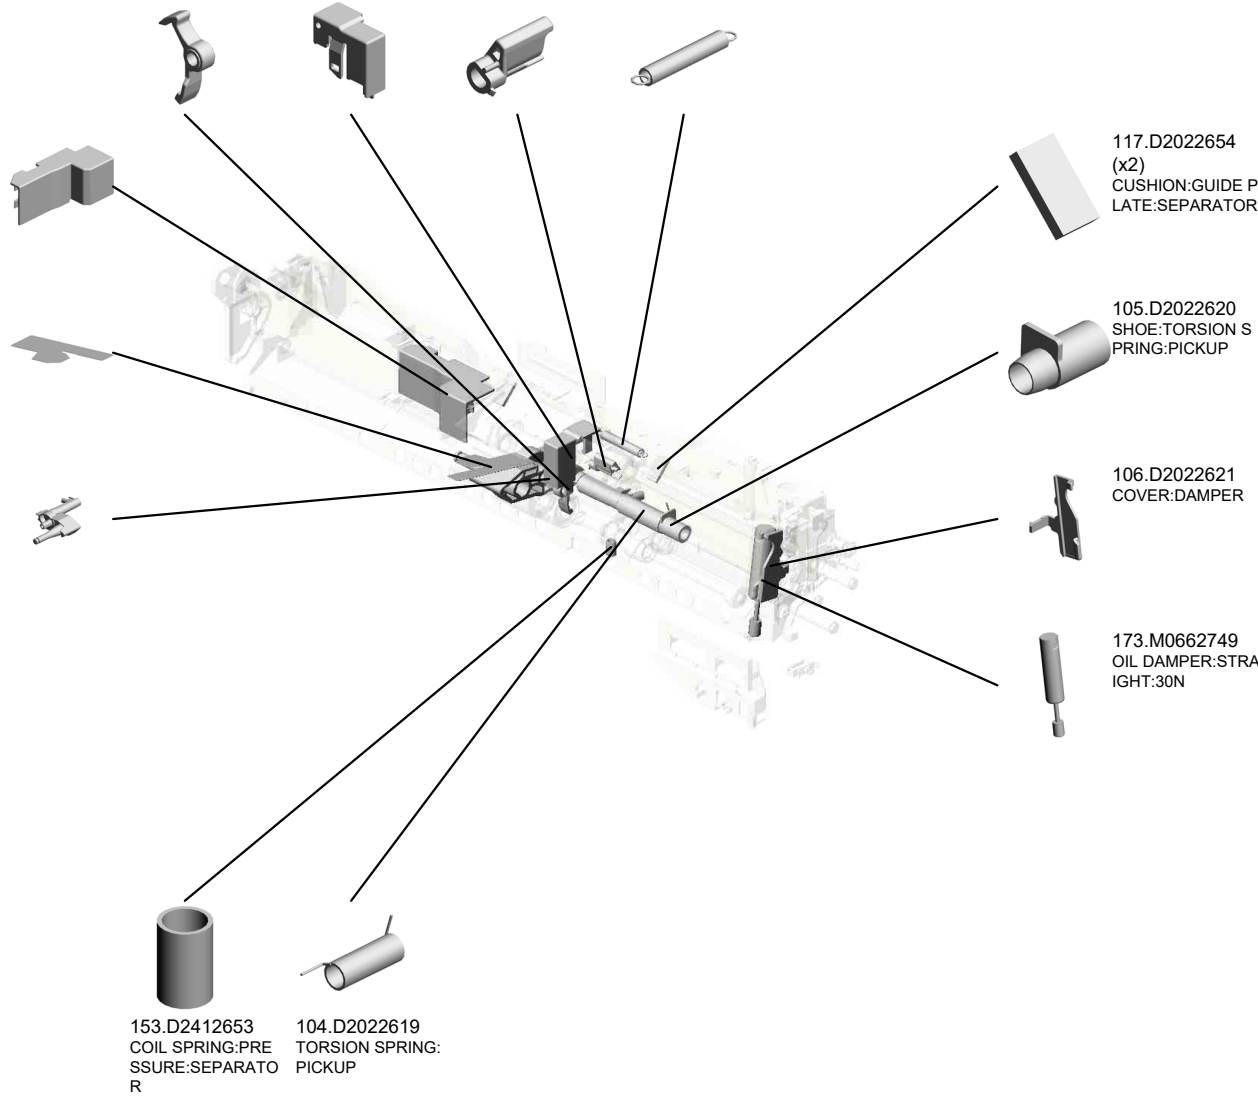 117.D2022654
(x2)
CUSHION:GUIDE P
LATE:SEPARATOR
105.D2022620
SHOE:TORSION S
PRING:PICKUP
106.D2022621
COVER:DAMPER
173.M0662749
OIL DAMPER:STRA
IGHT:30N
153.D2412653
COIL SPRING:PRE
SSURE:SEPARATO
R
104.D2022619
TORSION SPRING:
PICKUP